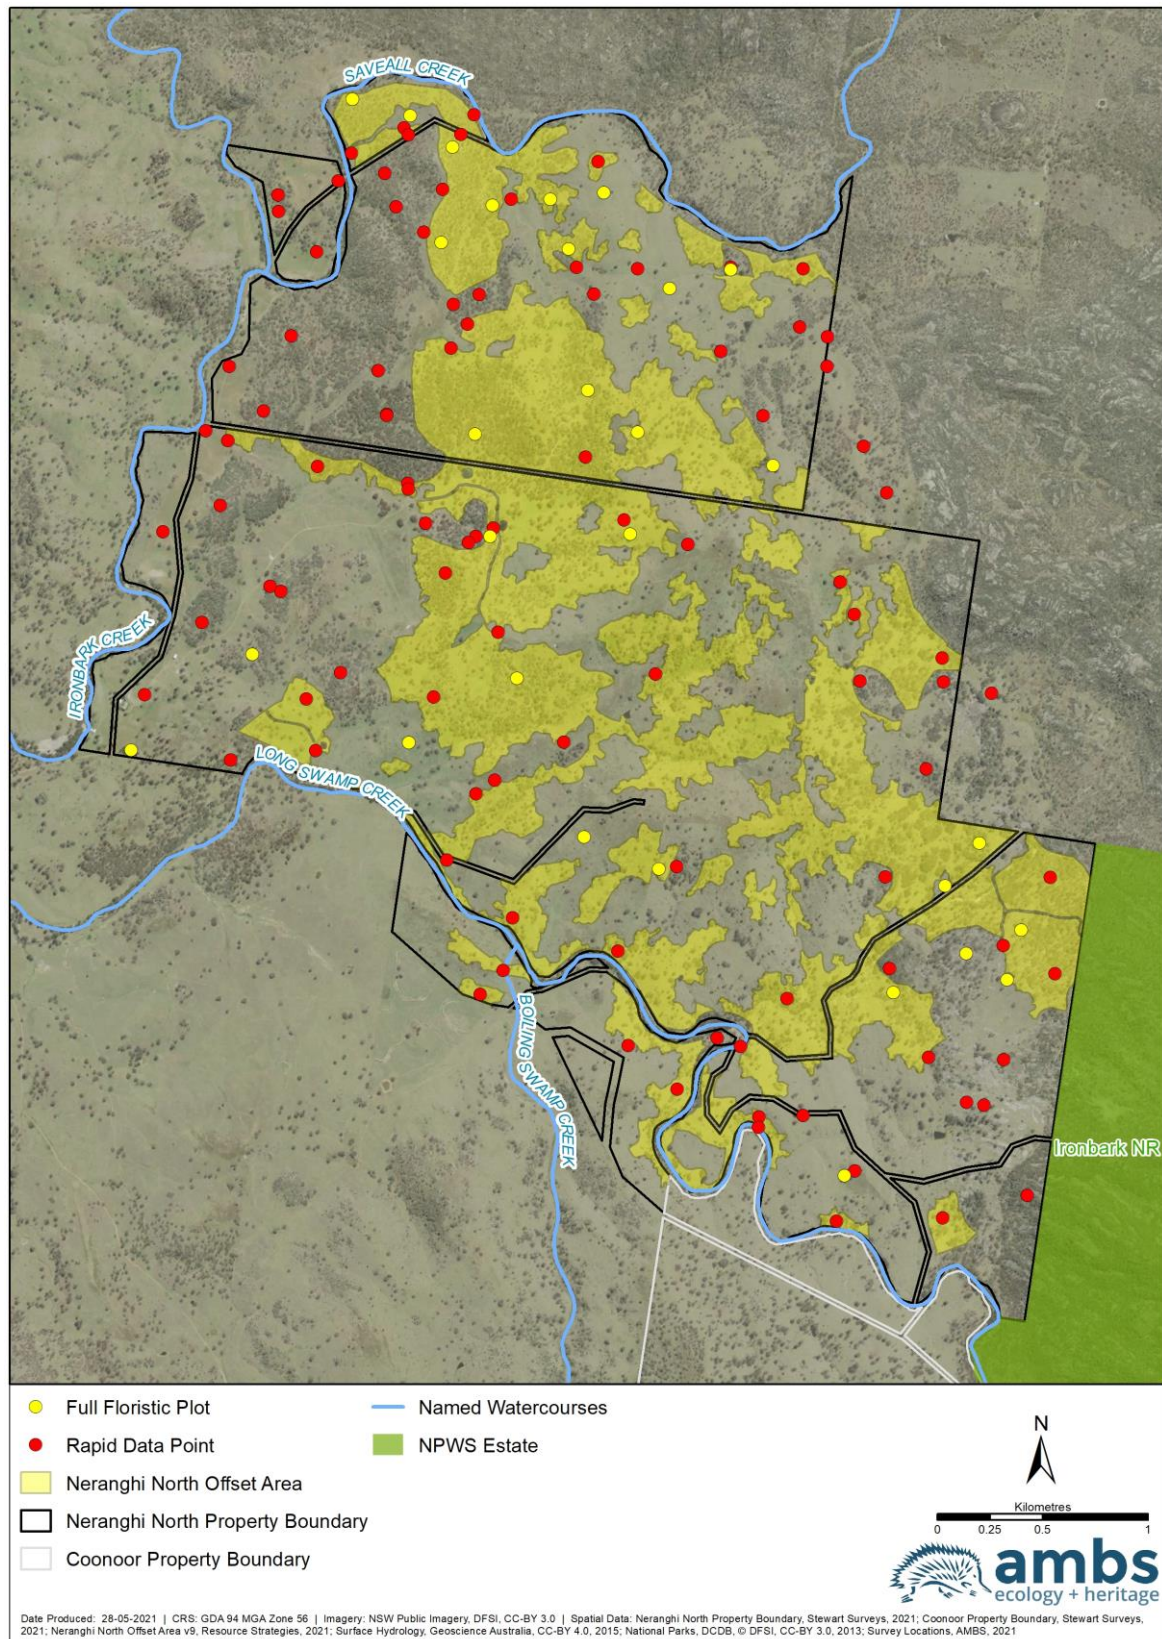 SAVEALL CREEK
IRONBARK CREEK
LONG SWAMP CREEK
BOILING SWAMP CREEK
Ironbark NR
Full Floristic Plot
Rapid Data Point
Neranghi North Offset Area
Neranghi North Property Boundary
Coonoor Property Boundary
Named Watercourses
NPWS Estate
N
Kilometres
0 0.25 0.5 1
ambs
ecology + heritage
Date Produced: 28-05-2021 | CRS: GDA 94 MGA Zone 56 | Imagery: NSW Public Imagery, DFSI, CC-BY 3.0 | Spatial Data: Neranghi North Property Boundary, Stewart Surveys, 2021; Coonoor Property Boundary, Stewart Surveys,
2021; Neranghi North Offset Area v9, Resource Strategies, 2021; Surface Hydrology, Geoscience Australia, CC-BY 4.0, 2015; National Parks, DCDB, © DFSI, CC-BY 3.0, 2013; Survey Locations, AMBS, 2021